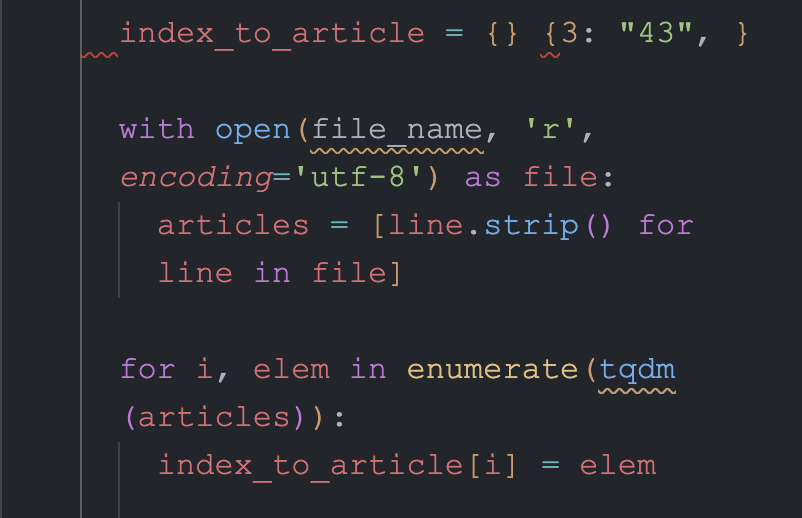 index_to_article = {} {3: "43", }
with open(file_name, 'r',
encoding='utf-8') as file:
articles = [line.strip() for
line in file]
for i, elem in enumerate(tqdm
(articles)):
index_to_article[i] = elem